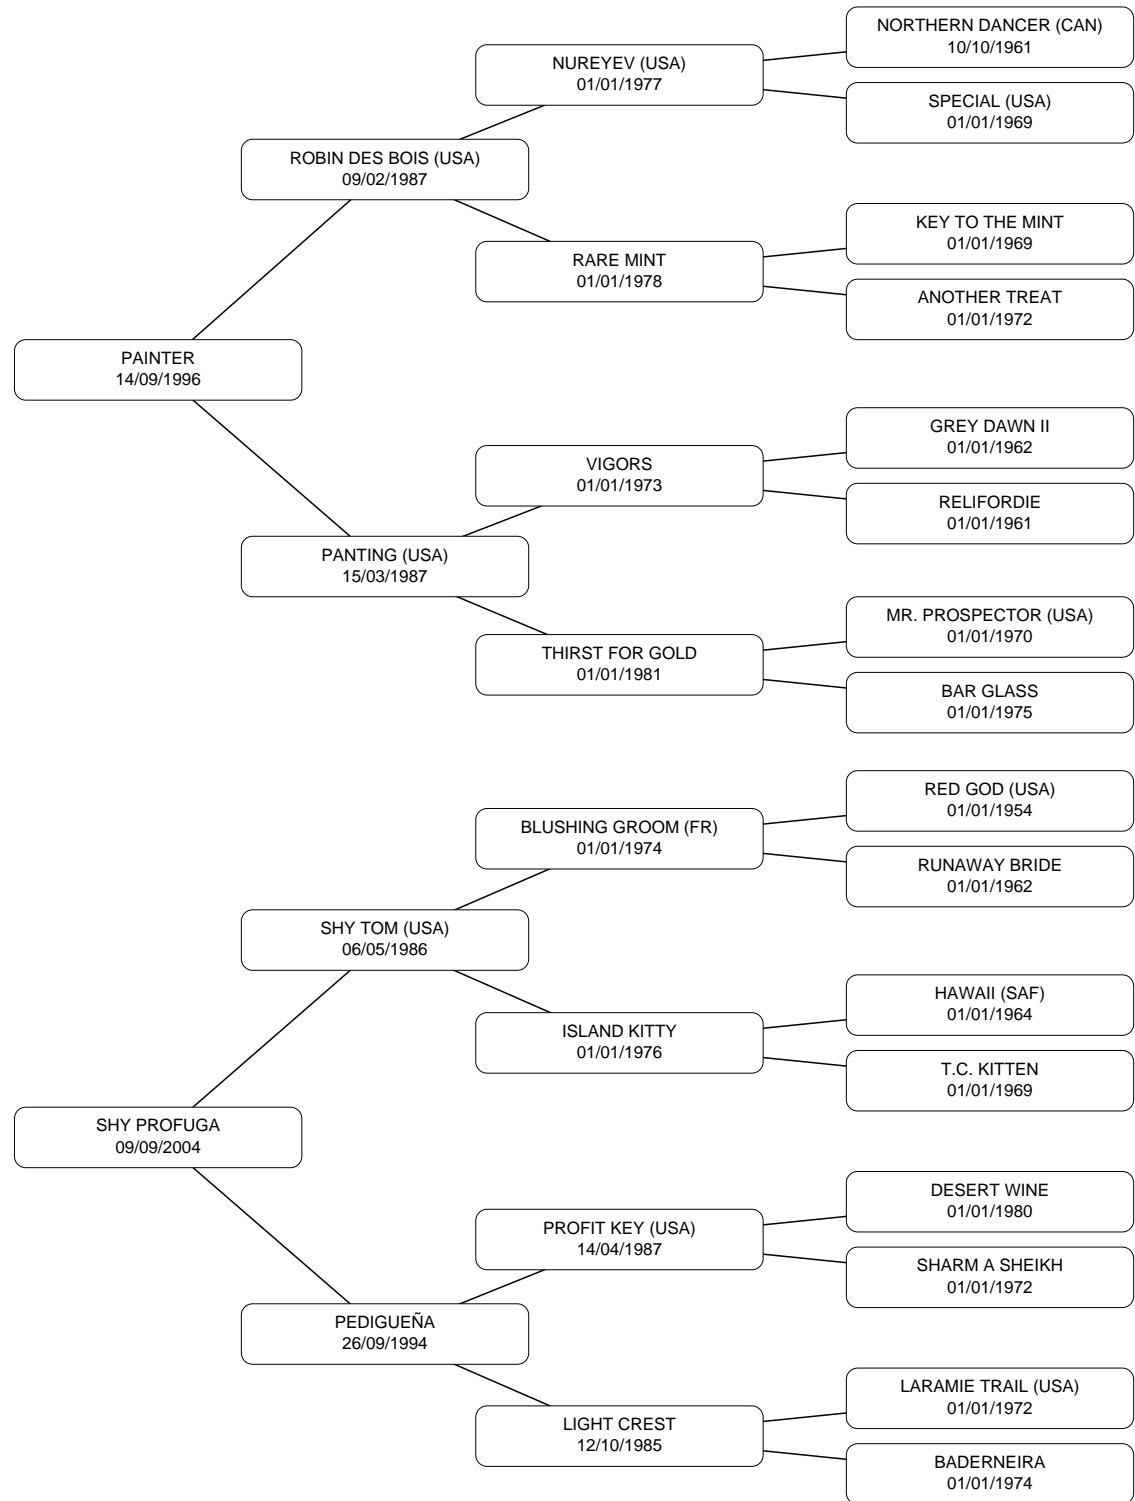 NORTHERN DANCER (CAN)
10/10/1961
NUREYEV (USA)
01/01/1977
SPECIAL (USA)
01/01/1969
ROBIN DES BOIS (USA)
09/02/1987
KEY TO THE MINT
01/01/1969
RARE MINT
01/01/1978
ANOTHER TREAT
01/01/1972
PAINTER
14/09/1996
GREY DAWN II
01/01/1962
VIGORS
01/01/1973
RELIFORDIE
01/01/1961
PANTING (USA)
15/03/1987
MR. PROSPECTOR (USA)
01/01/1970
THIRST FOR GOLD
01/01/1981
BAR GLASS
01/01/1975
RED GOD (USA)
01/01/1954
BLUSHING GROOM (FR)
01/01/1974
RUNAWAY BRIDE
01/01/1962
SHY TOM (USA)
06/05/1986
HAWAII (SAF)
01/01/1964
ISLAND KITTY
01/01/1976
T.C. KITTEN
01/01/1969
SHY PROFUGA
09/09/2004
DESERT WINE
01/01/1980
PROFIT KEY (USA)
14/04/1987
SHARM A SHEIKH
01/01/1972
PEDIGUEÑA
26/09/1994
LARAMIE TRAIL (USA)
01/01/1972
LIGHT CREST
12/10/1985
BADERNEIRA
01/01/1974